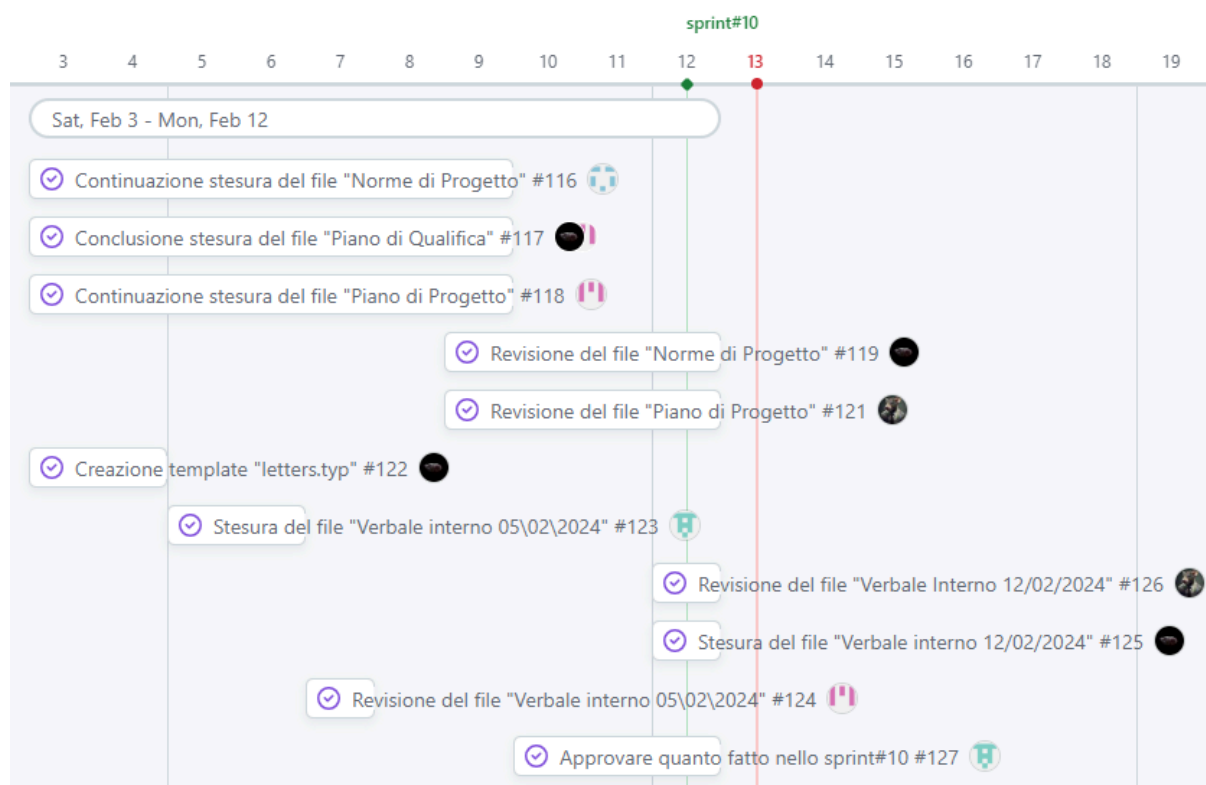 sprint#10
3 4 5 6 7 8 9 10 11 12 13 14 15 16 17 18 19
Sat, Feb 3 - Mon, Feb 12
Continuazione stesura del file "Norme di Progetto" #116
Conclusione stesura del file "Piano di Qualifica" #117
Continuazione stesura del file "Piano di Progetto" #118
Revisione del file "Norme di Progetto" #119
Revisione del file "Piano di Progetto" #121
Creazione template "letters.typ" #122
Stesura del file "Verbale interno 05\02\2024" #123
Revisione del file "Verbale Interno 12/02/2024" #126
Stesura del file "Verbale interno 12/02/2024" #125
Revisione del file "Verbale interno 05\02\2024" #124
Approvare quanto fatto nello sprint#10 #127